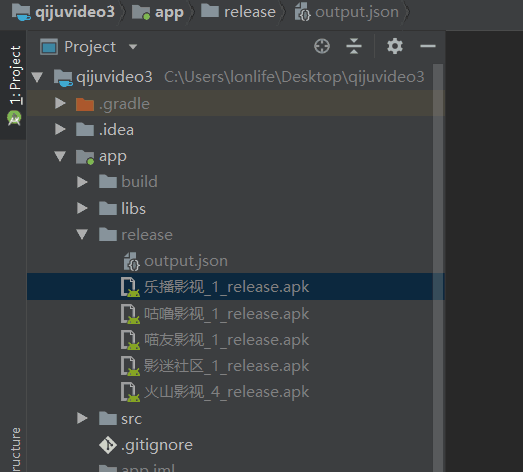 qijuvideo3 app release output.json
1: Project
Project
qijuvideo3 C:\Users\lonlife\Desktop\qijuvideo3
.gradle
.idea
app
build
libs
release
output.json
乐播影视_1_release.apk
咕噜影视_1_release.apk
喵友影视_1_release.apk
影迷社区_1_release.apk
火山影视_4_release.apk
src
.gitignore
app.iml
ructure